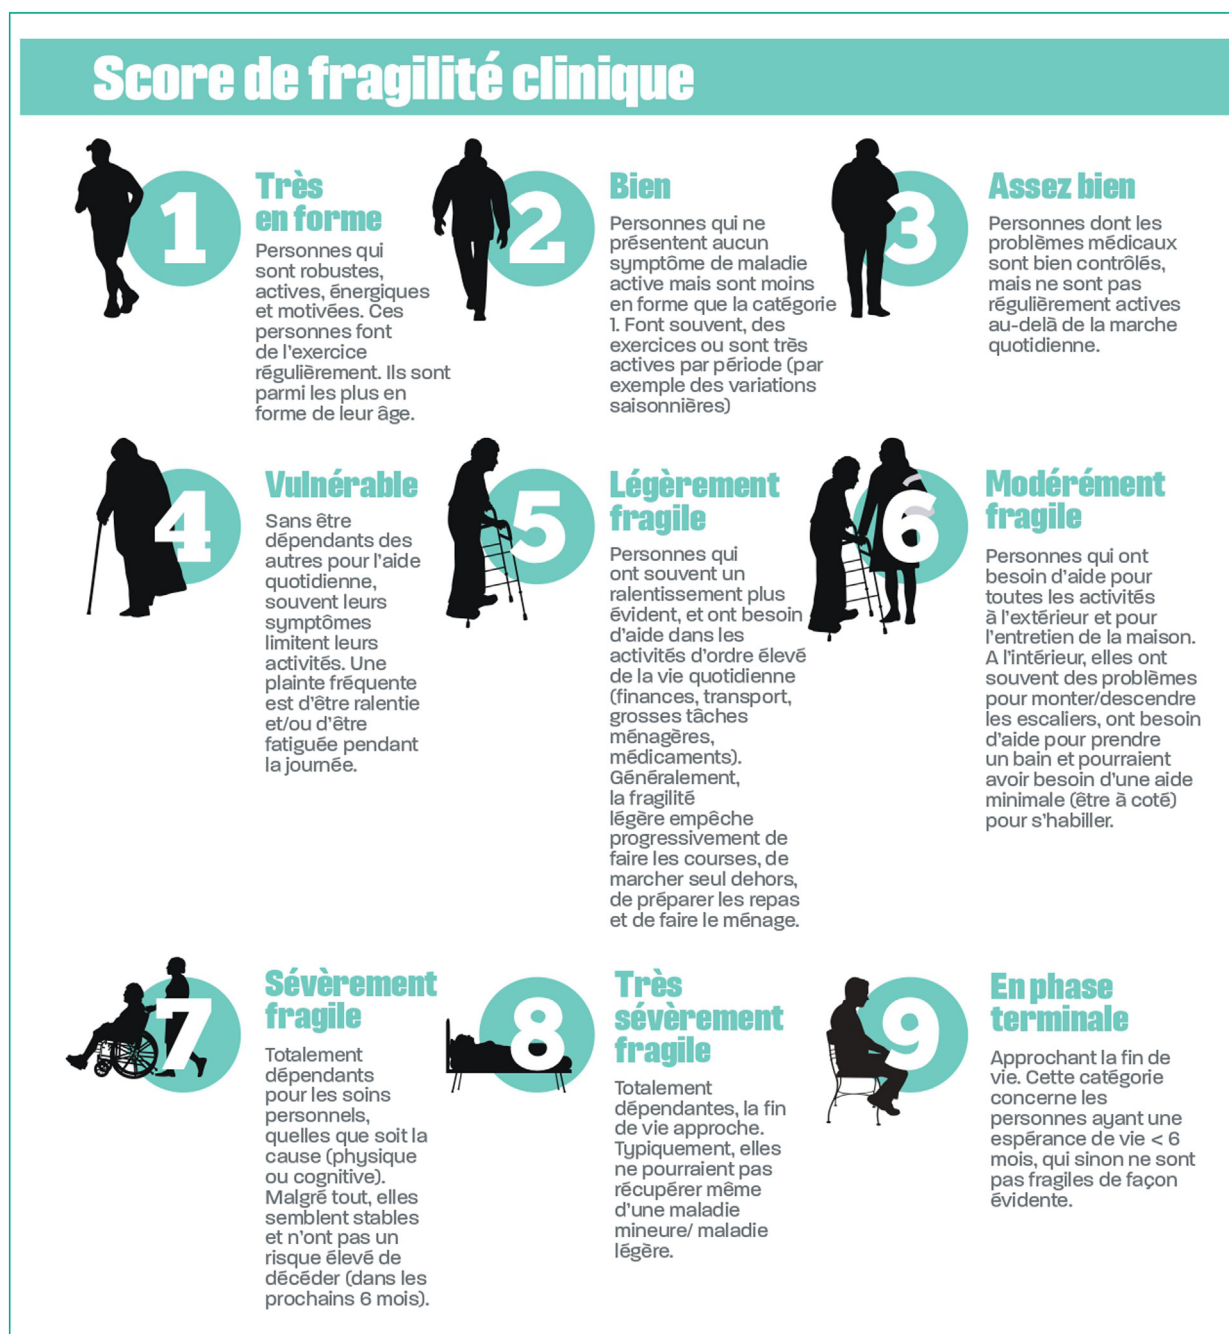 Score de fragilité clinique
1
Très
en forme
Personnes qui
sont robustes,
actives, énergiques
et motivées. Ces
personnes font
de l'exercice
régulièrement. Ils sont
parmi les plus en
forme de leur âge.
2
Bien
Personnes qui ne
présentent aucun
symptôme de maladie
active mais sont moins
en forme que la catégorie
1. Font souvent, des
exercices ou sont très
actives par période (par
exemple des variations
saisonnières)
3
Assez bien
Personnes dont les
problèmes médicaux
sont bien contrôlés,
mais ne sont pas
régulièrement actives
au-delà de la marche
quotidienne.
4
Vulnérable
Sans être
dépendants des
autres pour l'aide
quotidienne,
souvent leurs
symptômes
limitent leurs
activités. Une
plainte fréquente
est d'être ralentie
et/ou d'être
fatiguée pendant
la journée.
5
Légèrement
fragile
Personnes qui
ont souvent un
ralentissement plus
évident, et ont besoin
d'aide dans les
activités d'ordre élevé
de la vie quotidienne
(finances, transport,
grosses tâches
ménagères,
médicaments).
Généralement,
la fragilité
légère empêche
progressivement de
faire les courses, de
marcher seul dehors,
de préparer les repas
et de faire le ménage.
6
Modérément
fragile
Personnes qui ont
besoin d'aide pour
toutes les activités
à l'extérieur et pour
l'entretien de la maison.
A l'intérieur, elles ont
souvent des problèmes
pour monter/descendre
les escaliers, ont besoin
d'aide pour prendre
un bain et pourraient
avoir besoin d'une aide
minimale (être à coté)
pour s'habiller.
7
Sévèrement
fragile
Totalement
dépendants
pour les soins
personnels,
quelles que soit la
cause (physique
ou cognitive).
Malgré tout, elles
semblent stables
et n'ont pas un
risque élevé de
décéder (dans les
prochains 6 mois).
8
Très
sévèrement
fragile
Totalement
dépendantes, la fin
de vie approche.
Typiquement, elles
ne pourraient pas
récupérer même
d'une maladie
mineure/ maladie
légère.
9
En phase
terminale
Approchant la fin de
vie. Cette catégorie
concerne les
personnes ayant une
espérance de vie < 6
mois, qui sinon ne sont
pas fragiles de façon
évidente.